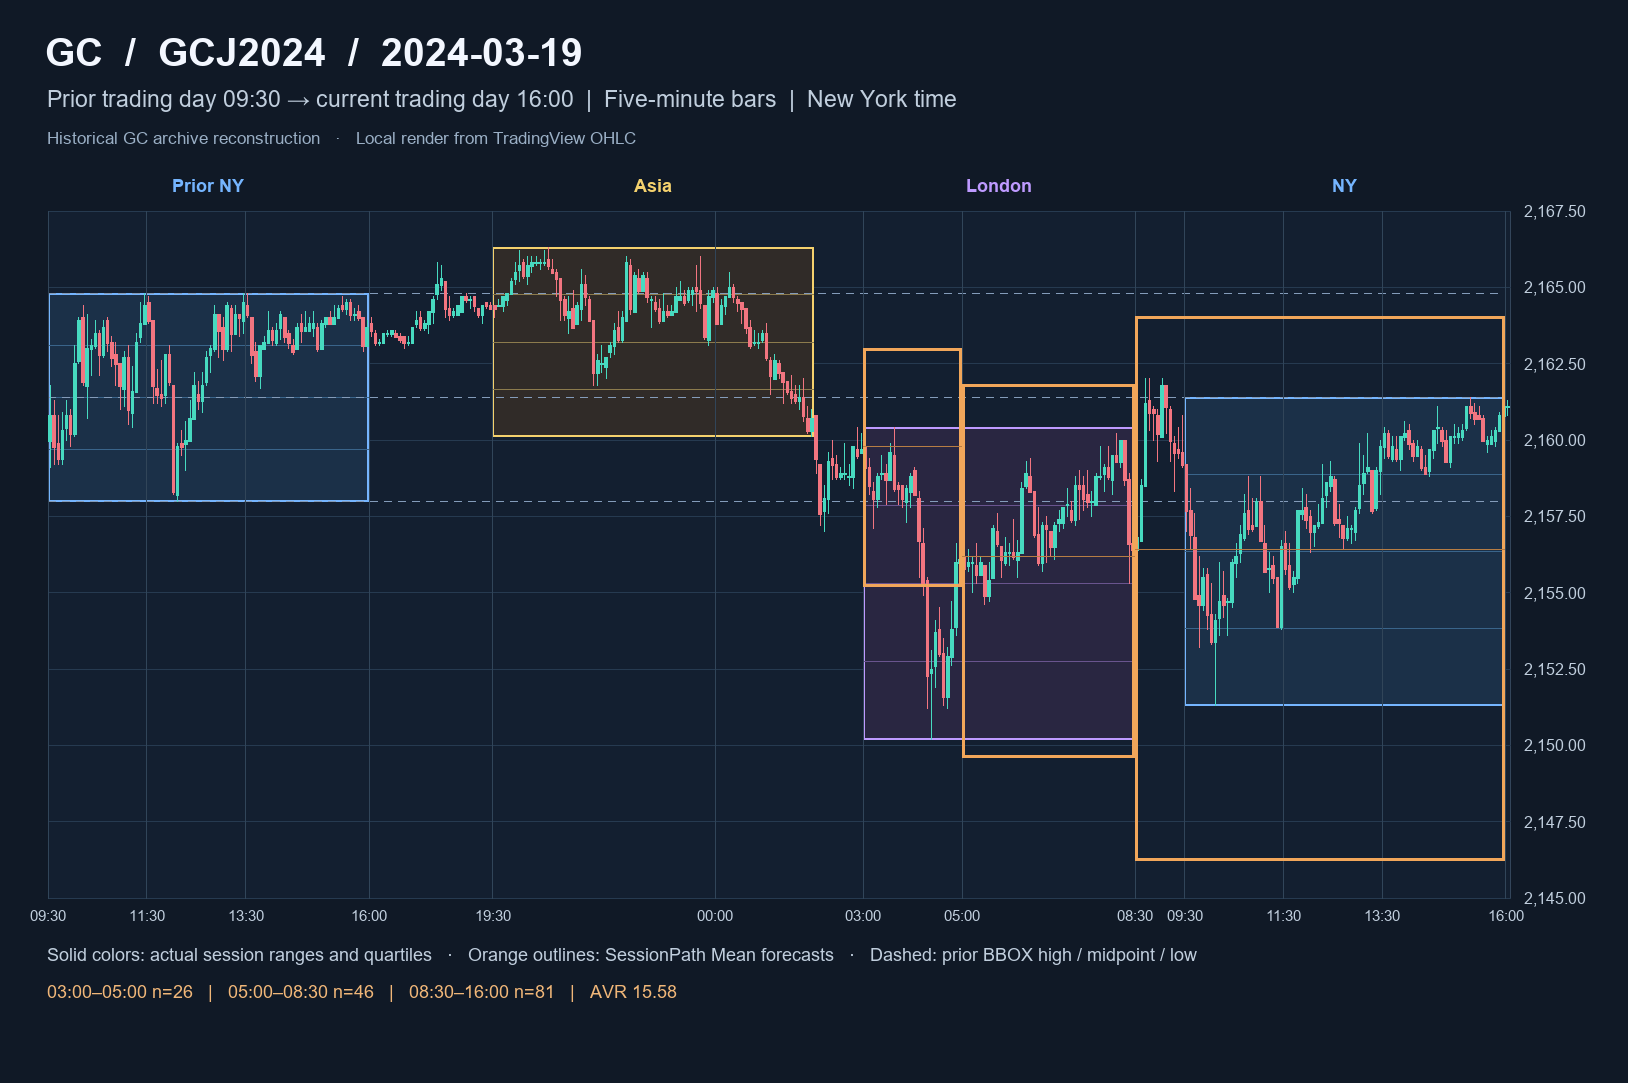 GC / GCJ2024 / 2024-03-19
Prior trading day 09:30 → current trading day 16:00 | Five-minute bars | New York time
Historical GC archive reconstruction · Local render from TradingView OHLC
Prior NY Asia London NY
2,167.50
2,165.00
2,162.50
2,160.00
2,157.50
2,155.00
2,152.50
2,150.00
2,147.50
2,145.00
09:30 11:30 13:30 16:00 19:30 00:00 03:00 05:00 08:30 09:30 11:30 13:30 16:00
Solid colors: actual session ranges and quartiles · Orange outlines: SessionPath Mean forecasts · Dashed: prior BBOX high / midpoint / low
03:00–05:00 n=26 | 05:00–08:30 n=46 | 08:30–16:00 n=81 | AVR 15.58